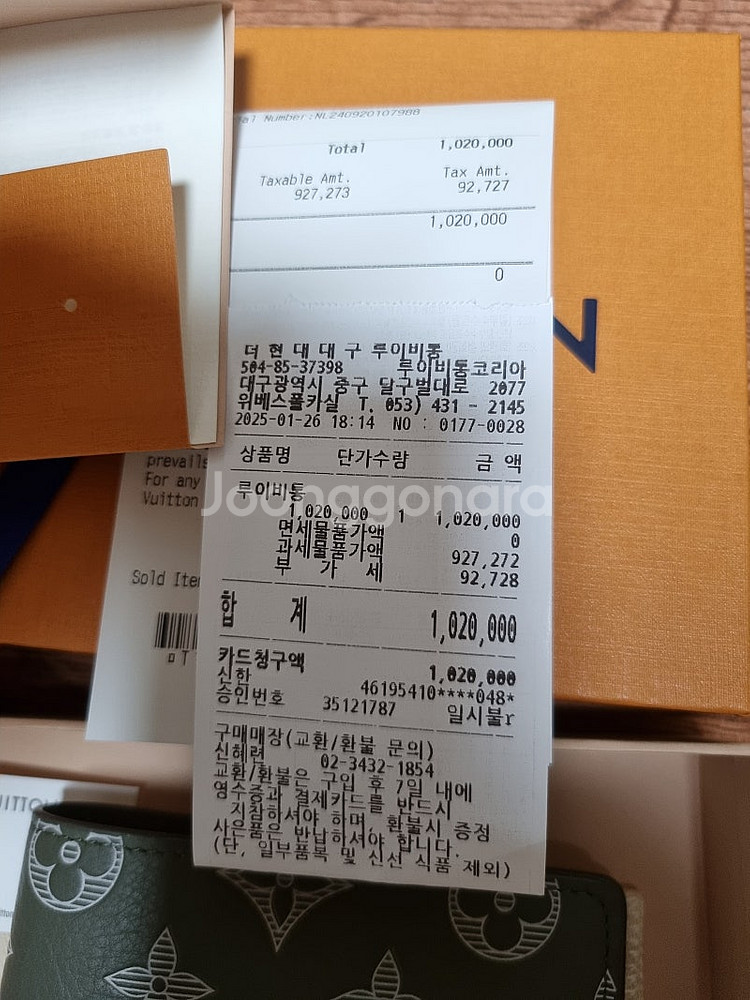 al Number:NL240920107988
Total 1,020,000
Taxable Amt. Tax Amt.
927,273 92,727
1,020,000
0
더현대대구 루이비통
504-85-37398 루이비통코리아
대구광역시 중구 달구벌대로 2077
위베스폴카실 T. 053) 431 - 2145
2025-01-26 18:14 NO : 0177-0028
상품명 단가수량 금 액
루이비통
1,020,000 1 1,020,000
면세물품가액 0
과세물품가액 927,272
부 가 세 92,728
합 계 1,020,000
카드청구액 1,020,000
신한 46195410****048*
승인번호 35121787 일시불r
구매매장(교환/환불 문의)
신혜련 02-3432-1854
교환/환불은 구입 후 7일 내에
영수증과 결제카드를 반드시
지참하셔야 하며, 환불시 증정
사은품은 반납하셔야 합니다.
(단, 일부품목 및 신선 식품 제외)
prevails
For any
Vuitton
Sold Ite
UITTON
Joonggonara